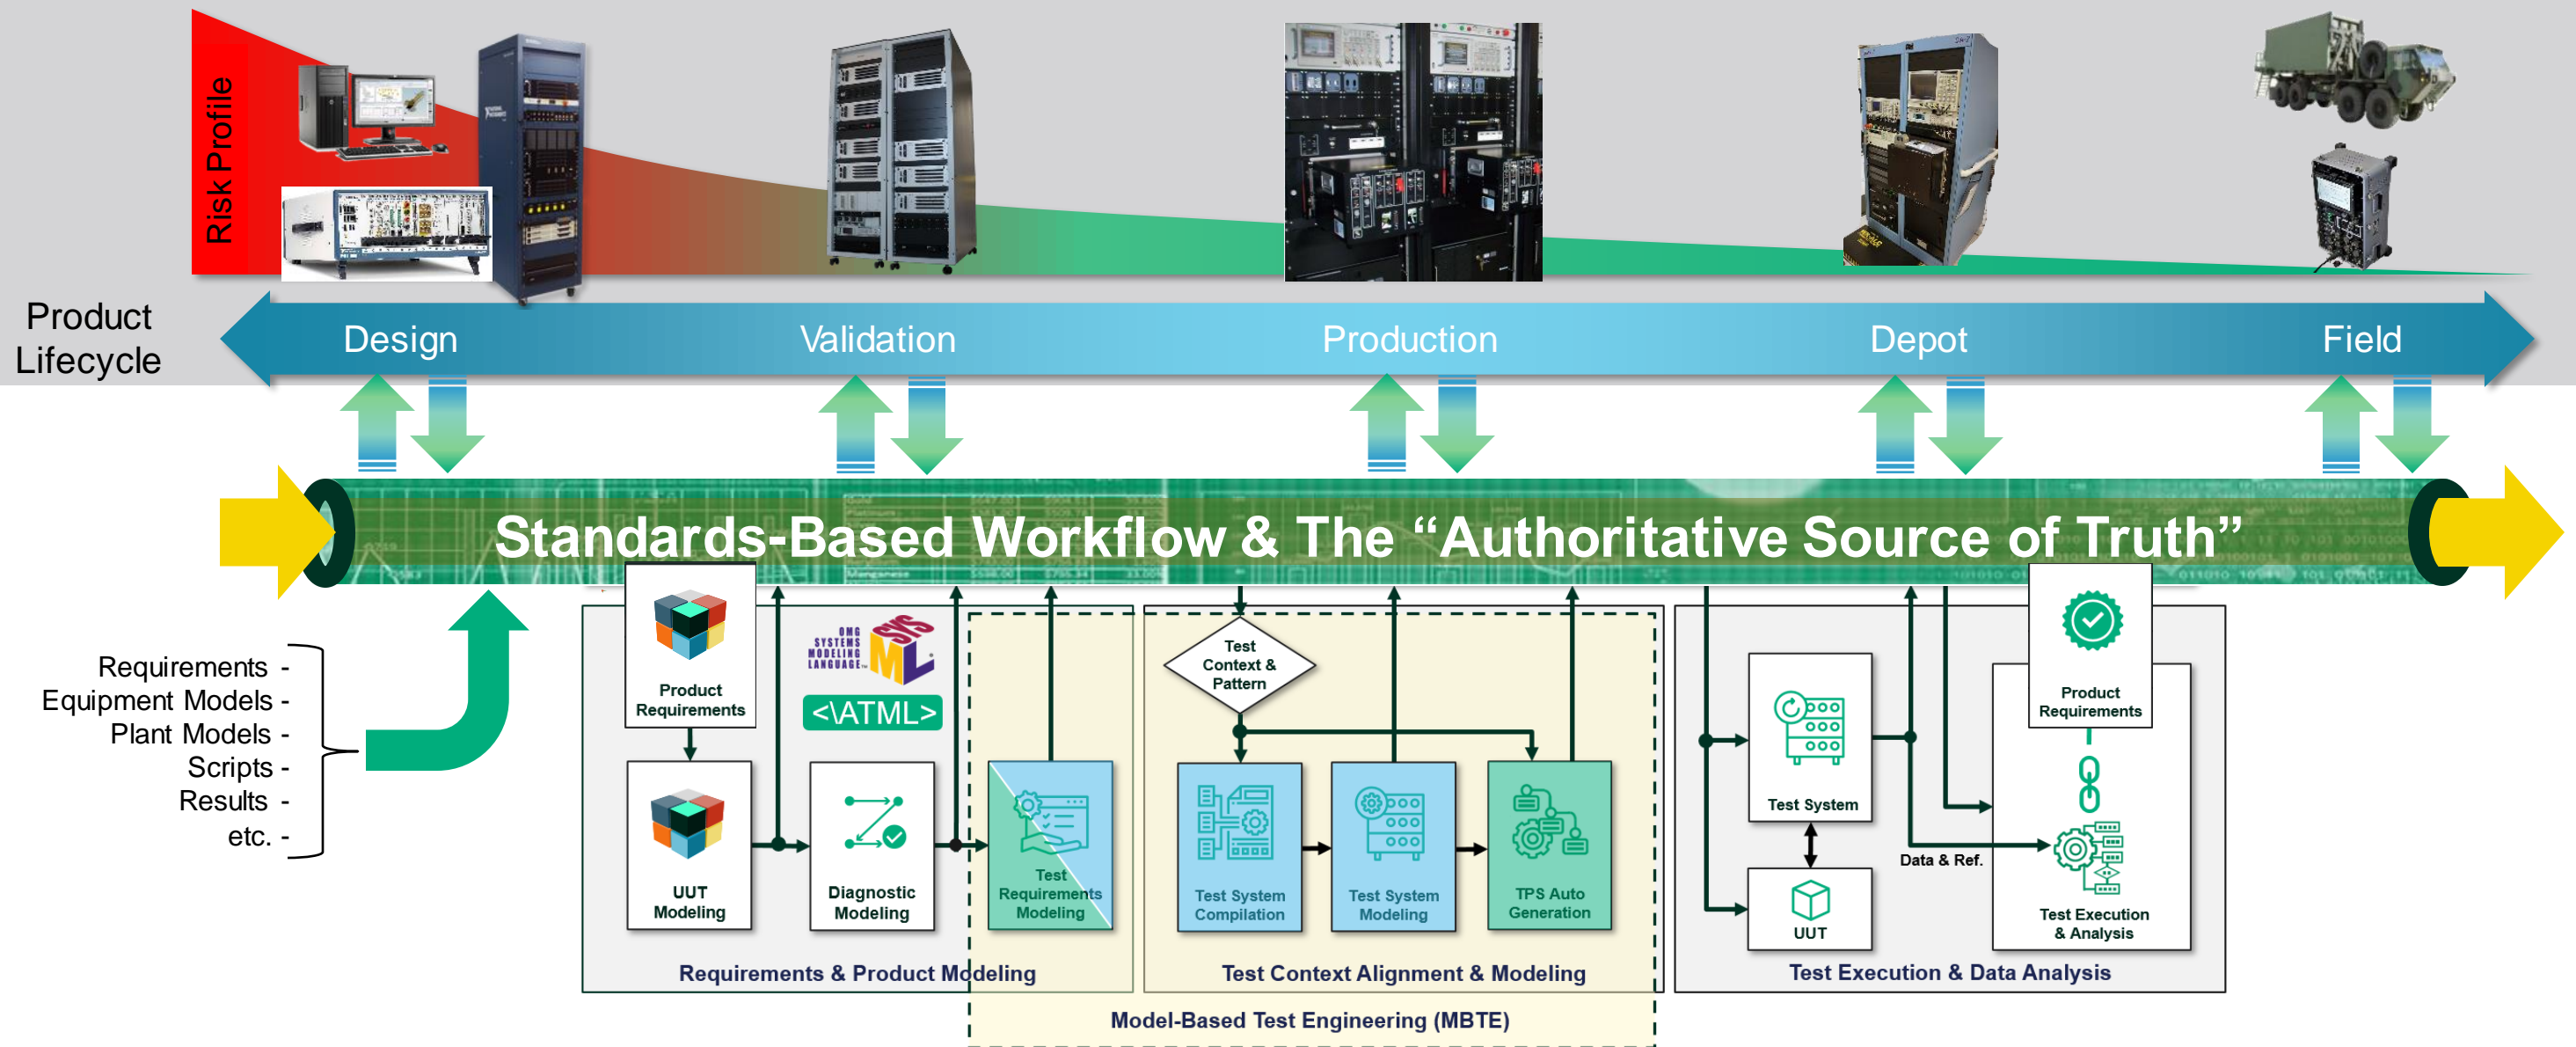 Risk Profile
Product
Lifecycle
Design
Validation
Production
Depot
Field
Standards-Based Workflow & The “Authoritative Source of Truth”
Requirements -
Equipment Models -
Plant Models -
Scripts -
Results -
etc. -
Product
Requirements
OMG
SYSTEMS
MODELING
LANGUAGE™
SYS
ML
<\ATML>
UUT
Modeling
Diagnostic
Modeling
Test
Requirements
Modeling
Requirements & Product Modeling
Test
Context &
Pattern
Test System
Compilation
Test System
Modeling
TPS Auto
Generation
Test Context Alignment & Modeling
Model-Based Test Engineering (MBTE)
Test System
UUT
Data & Ref.
Product
Requirements
Test Execution
& Analysis
Test Execution & Data Analysis